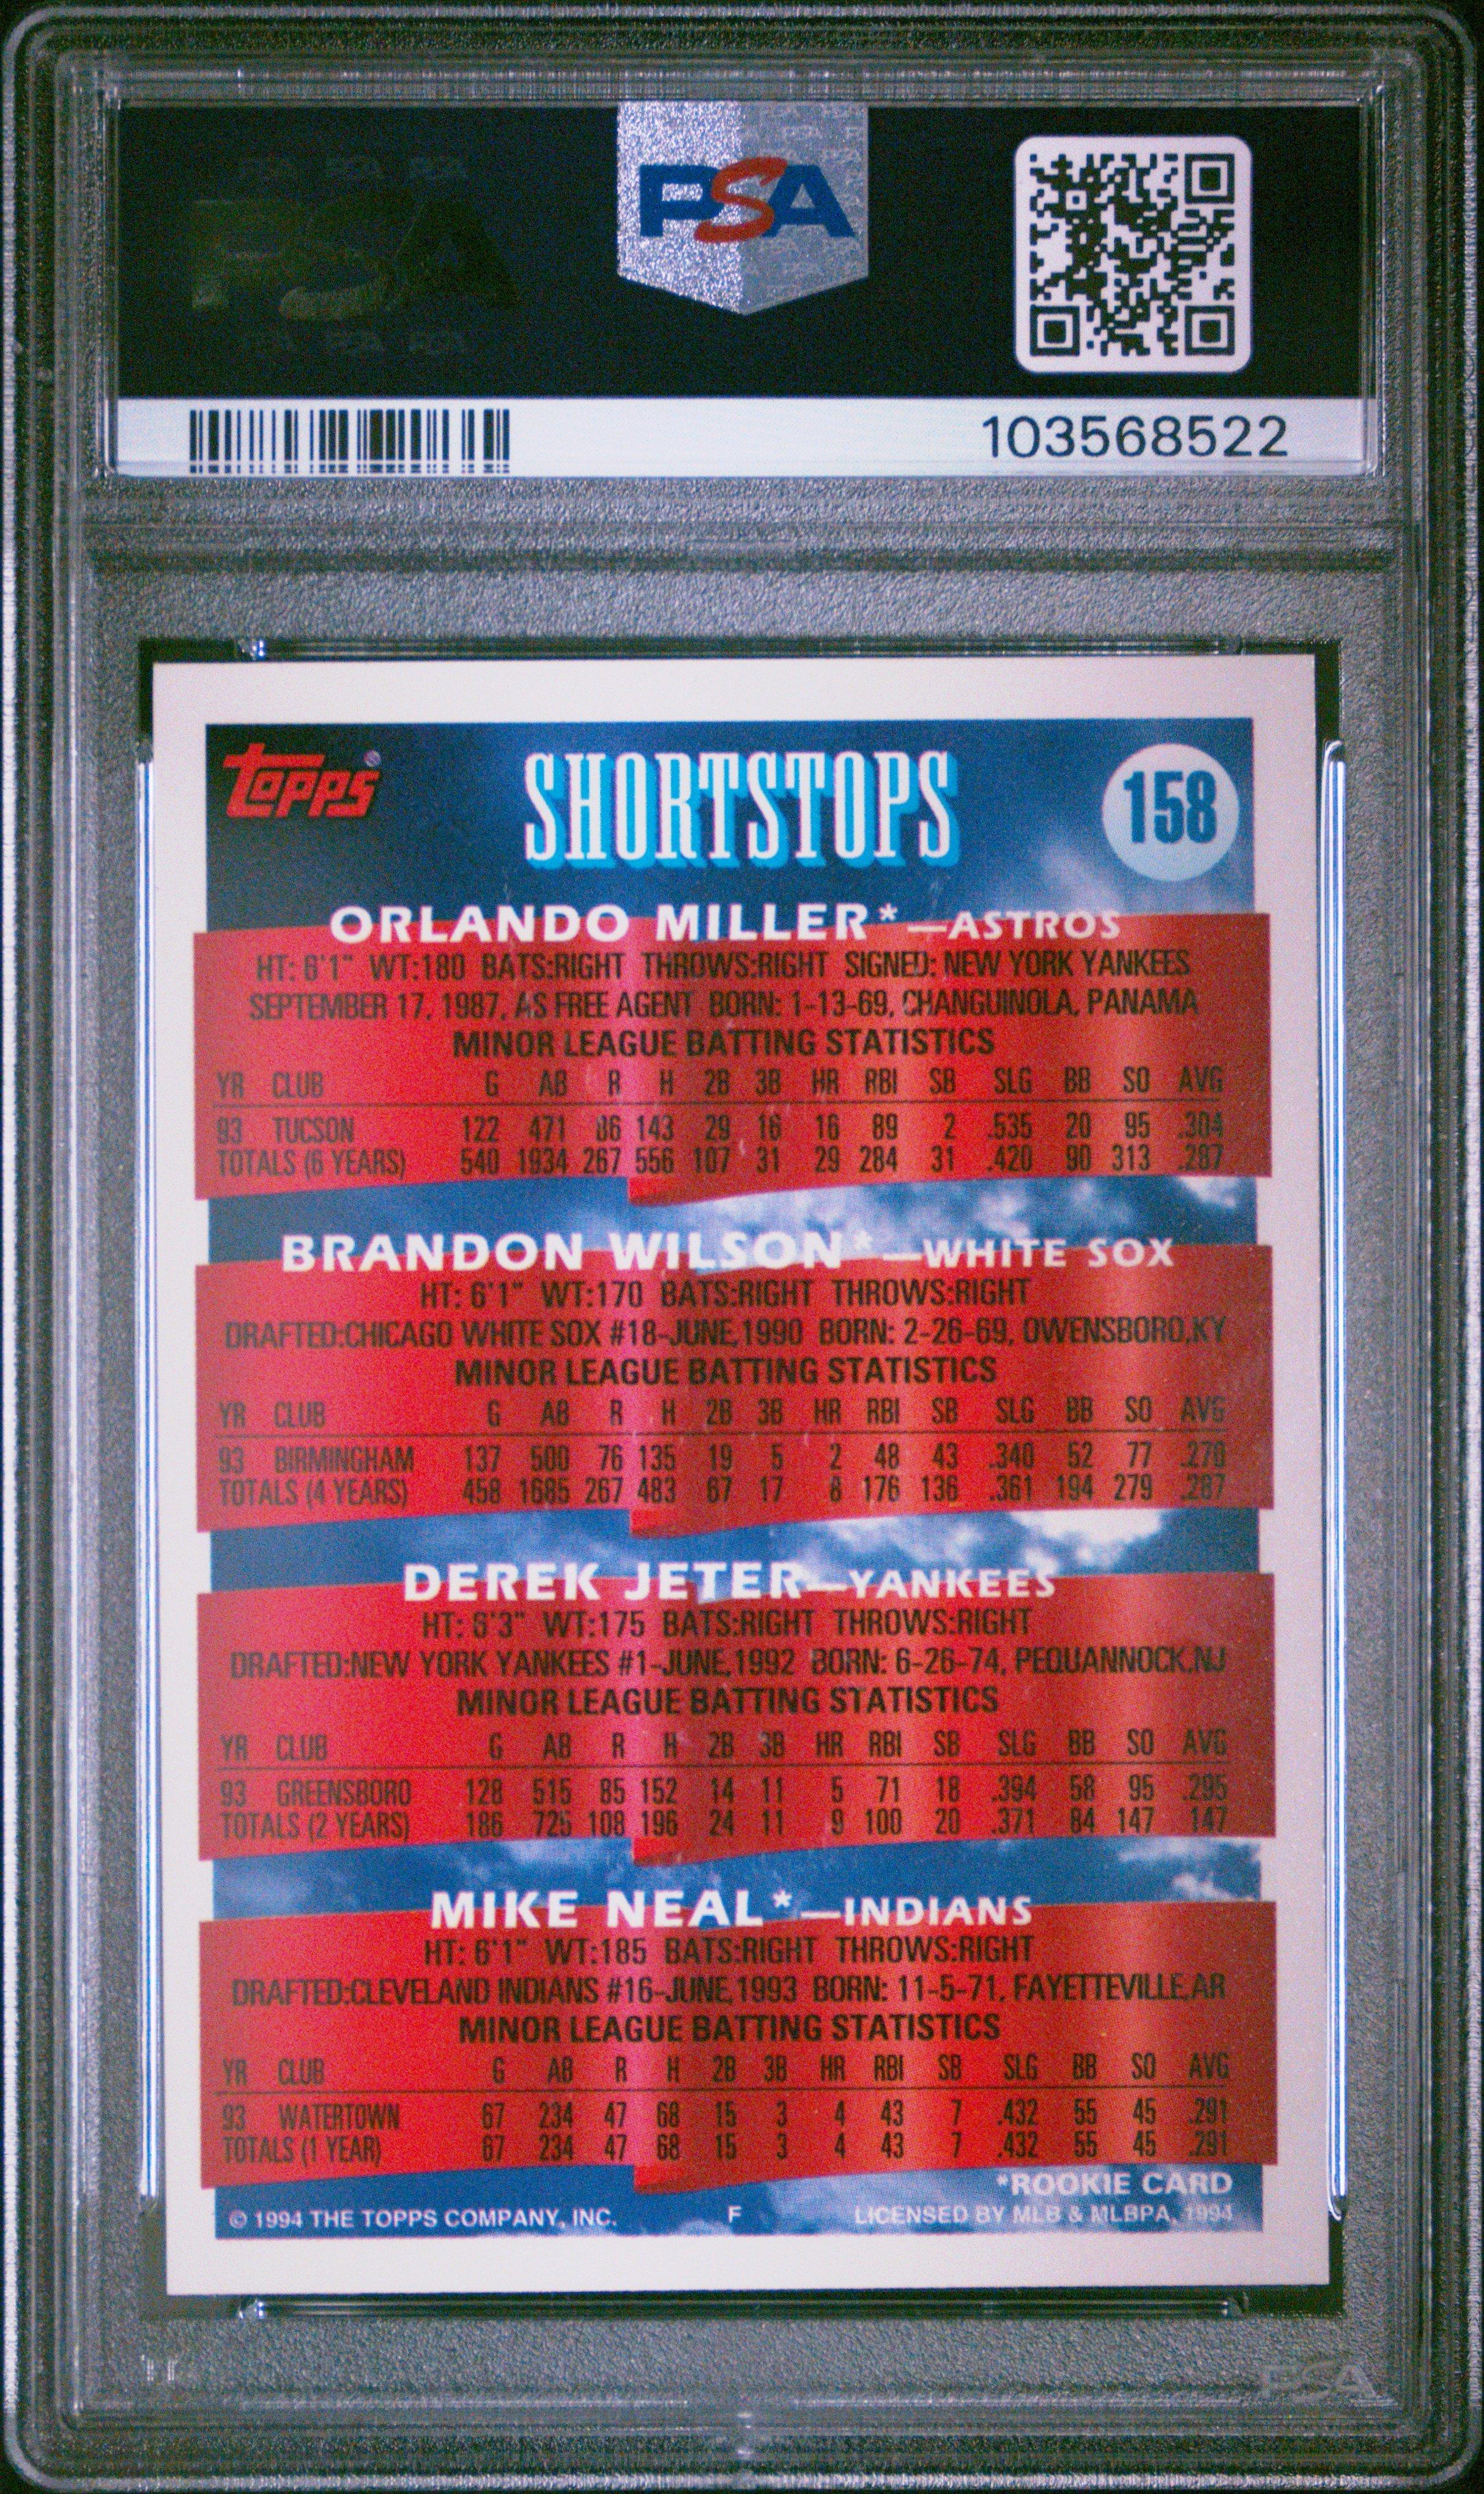 PSA
103568522
topps
SHORTSTOPS
158
ORLANDO MILLER* —ASTROS
HT: 6'1" WT:180 BATS:RIGHT THROWS:RIGHT SIGNED: NEW YORK YANKEES
SEPTEMBER 17, 1987, AS FREE AGENT BORN: 1-13-69, CHANGUINOLA, PANAMA
MINOR LEAGUE BATTING STATISTICS
YR CLUB G AB R H 2B 3B HR RBI SB SLG BB SO AVG
93 TUCSON 122 471 86 143 29 16 16 89 2 .535 20 95 .304
TOTALS (6 YEARS) 540 1934 267 556 107 31 29 284 31 .420 90 313 .287
BRANDON WILSON*—WHITE SOX
HT: 6'1" WT:170 BATS:RIGHT THROWS:RIGHT
DRAFTED:CHICAGO WHITE SOX #18-JUNE,1990 BORN: 2-26-69, OWENSBORO,KY
MINOR LEAGUE BATTING STATISTICS
YR CLUB G AB R H 2B 3B HR RBI SB SLG BB SO AVG
93 BIRMINGHAM 137 500 76 135 19 5 2 48 43 .340 52 77 .270
TOTALS (4 YEARS) 458 1685 267 483 67 17 8 176 136 .361 194 279 .287
DEREK JETER—YANKEES
HT: 6'3" WT:175 BATS:RIGHT THROWS:RIGHT
DRAFTED:NEW YORK YANKEES #1-JUNE,1992 BORN: 6-26-74, PEQUANNOCK,NJ
MINOR LEAGUE BATTING STATISTICS
YR CLUB G AB R H 2B 3B HR RBI SB SLG BB SO AVG
93 GREENSBORO 128 515 85 152 14 11 5 71 18 .394 58 95 .295
TOTALS (2 YEARS) 186 725 108 196 24 11 9 100 20 .371 84 147 147
MIKE NEAL*—INDIANS
HT: 6'1" WT:185 BATS:RIGHT THROWS:RIGHT
DRAFTED:CLEVELAND INDIANS #16-JUNE,1993 BORN: 11-5-71, FAYETTEVILLE,AR
MINOR LEAGUE BATTING STATISTICS
YR CLUB G AB R H 2B 3B HR RBI SB SLG BB SO AVG
93 WATERTOWN 67 234 47 68 15 3 4 43 7 .432 55 45 .291
TOTALS (1 YEAR) 67 234 47 68 15 3 4 43 7 .432 55 45 .291
*ROOKIE CARD
© 1994 THE TOPPS COMPANY, INC. F LICENSED BY MLB & MLBPA, 1994
PSA